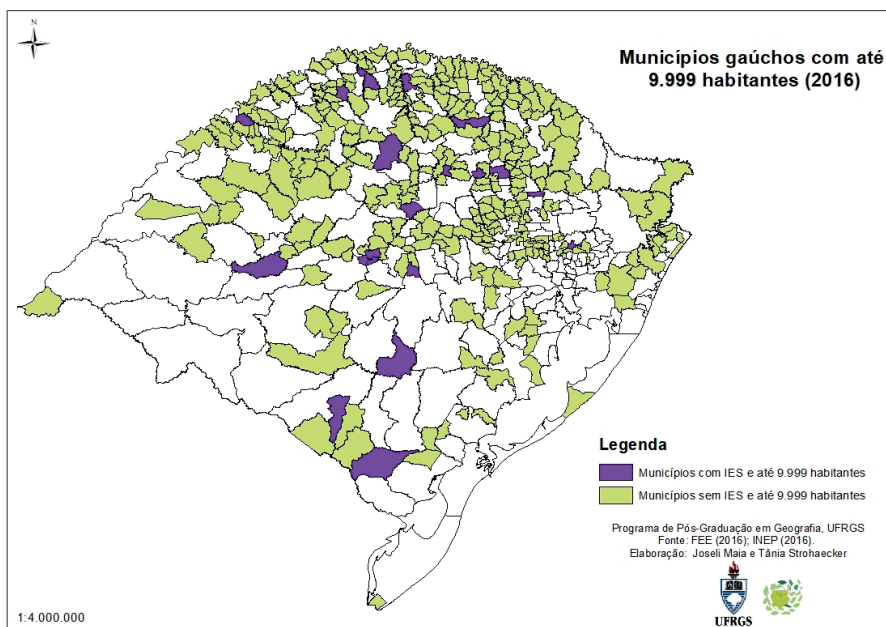 N
Municípios gaúchos com até
9.999 habitantes (2016)
Legenda
Municípios com IES e até 9.999 habitantes
Municípios sem IES e até 9.999 habitantes
Programa de Pós-Graduação em Geografia, UFRGS
Fonte: FEE (2016); INEP (2016).
Elaboração: Joseli Maia e Tânia Strohaecker
UFRGS
1:4.000.000